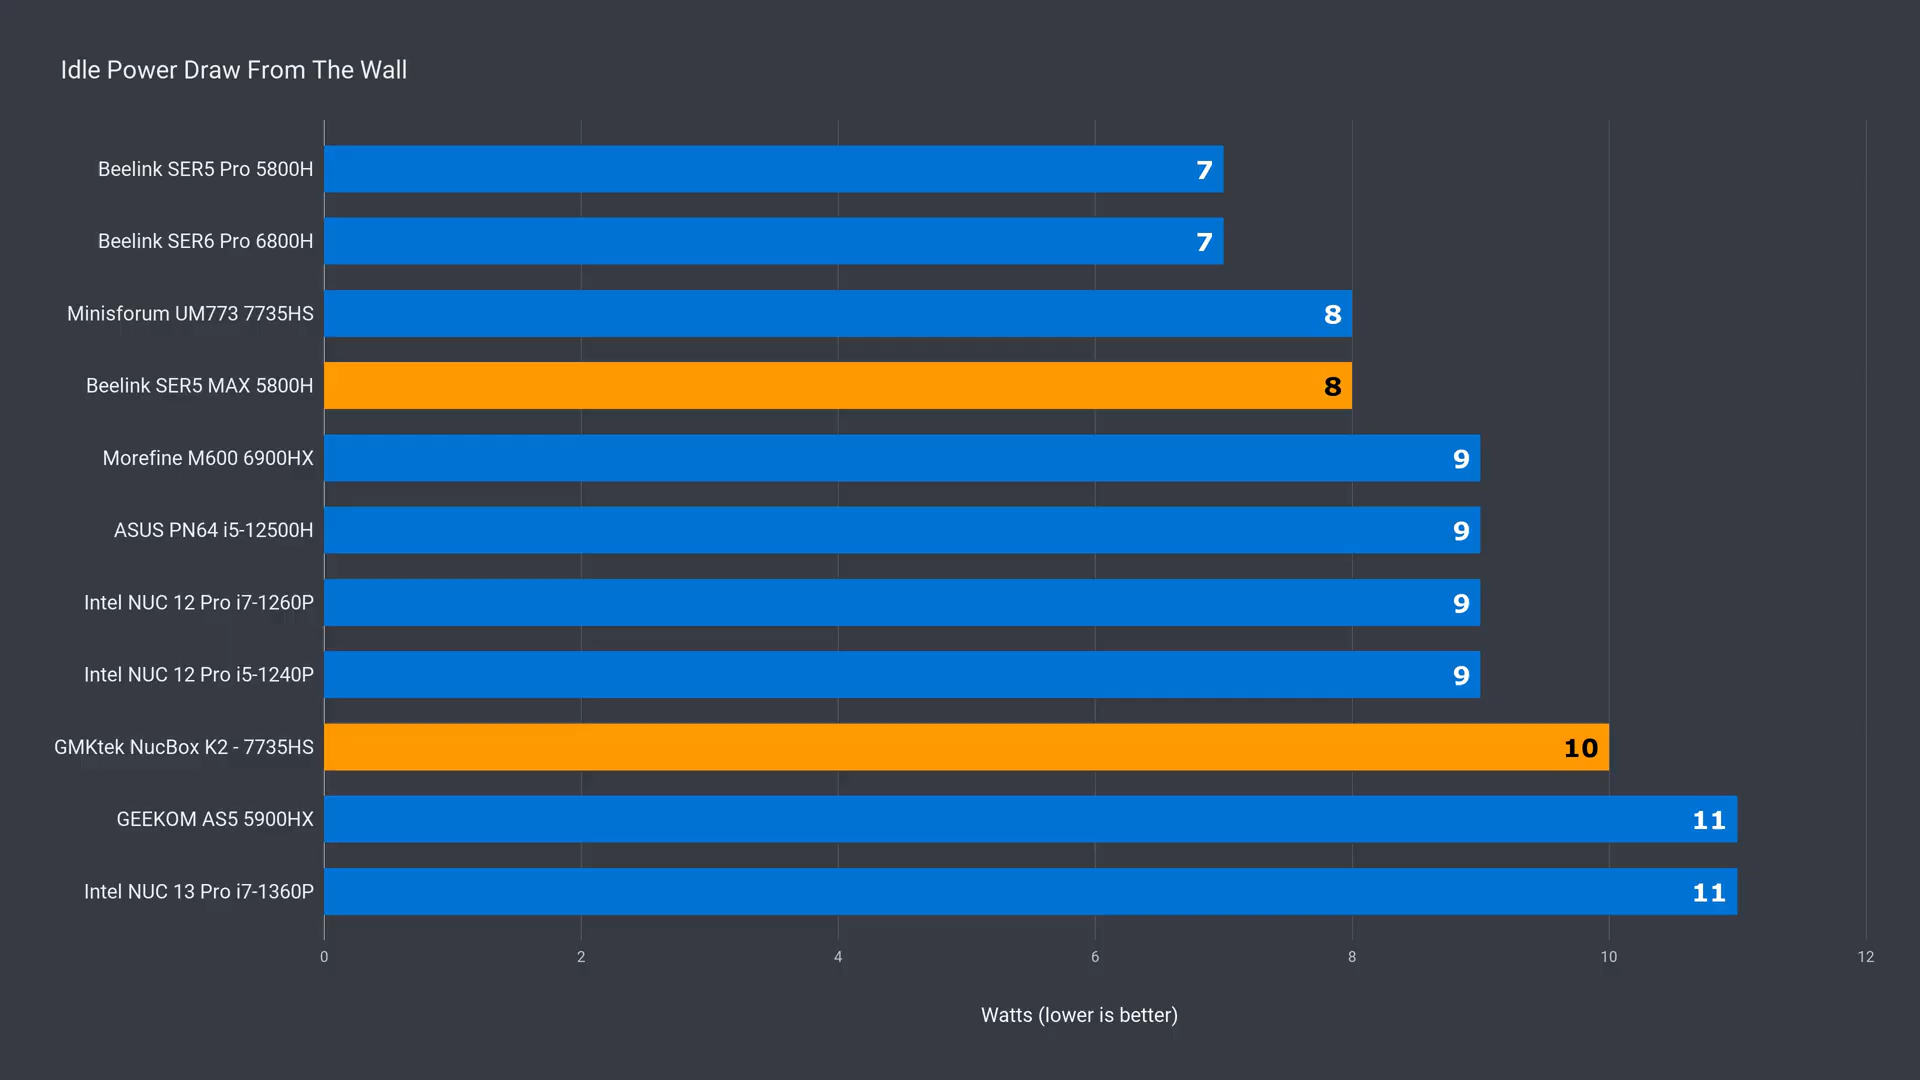 Idle Power Draw From The Wall
Beelink SER5 Pro 5800H 7
Beelink SER6 Pro 6800H 7
Minisforum UM773 7735HS 8
Beelink SER5 MAX 5800H 8
Morefine M600 6900HX 9
ASUS PN64 i5-12500H 9
Intel NUC 12 Pro i7-1260P 9
Intel NUC 12 Pro i5-1240P 9
GMKtek NucBox K2 - 7735HS 10
GEEKOM AS5 5900HX 11
Intel NUC 13 Pro i7-1360P 11
0 2 4 6 8 10 12
Watts (lower is better)